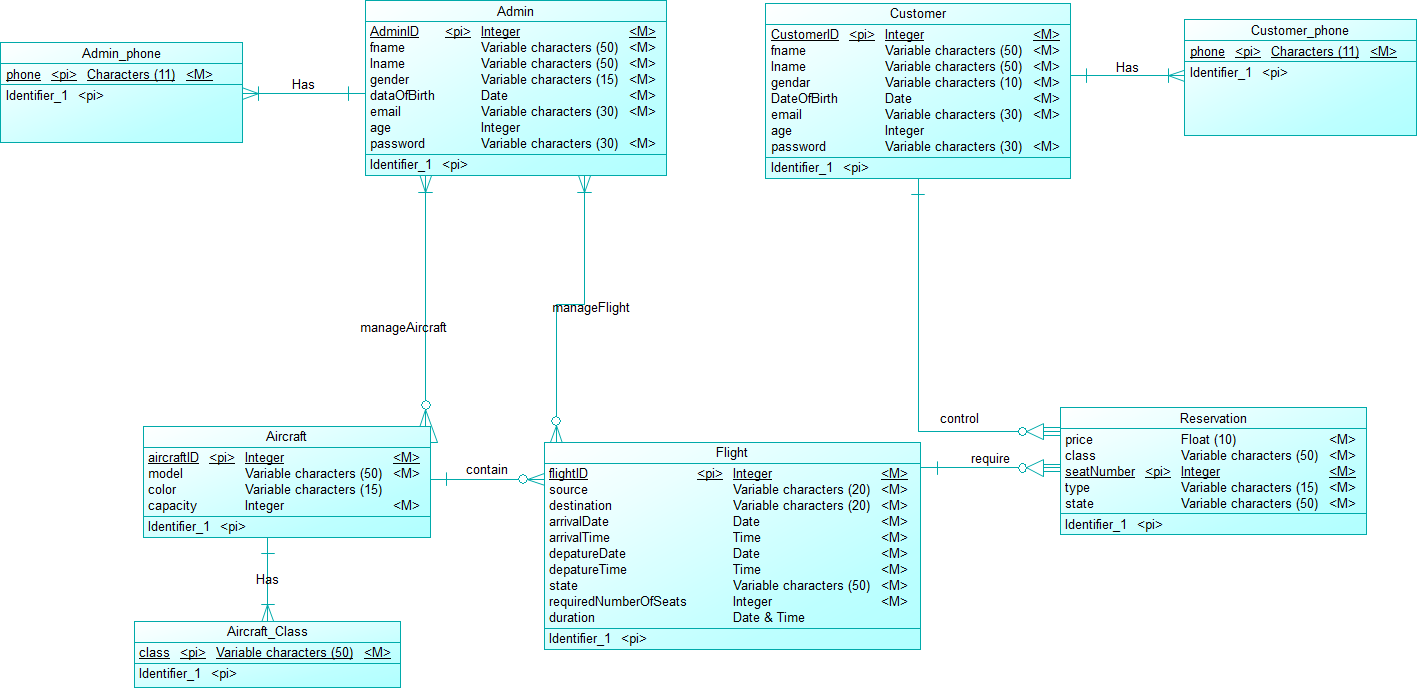 Admin
AdminID <pi> Integer <M>
fname Variable characters (50) <M>
lname Variable characters (50) <M>
gender Variable characters (15) <M>
dataOfBirth Date <M>
email Variable characters (30) <M>
age Integer
password Variable characters (30) <M>
Identifier_1 <pi>
Customer
CustomerID <pi> Integer <M>
fname Variable characters (50) <M>
lname Variable characters (50) <M>
gendar Variable characters (10) <M>
DateOfBirth Date <M>
email Variable characters (30) <M>
age Integer
password Variable characters (30) <M>
Identifier_1 <pi>
Customer_phone
phone <pi> Characters (11) <M>
Identifier_1 <pi>
Admin_phone
phone <pi> Characters (11) <M>
Identifier_1 <pi>
Has
Has
manageAircraft
manageFlight
control
require
contain
Has
Aircraft
aircraftID <pi> Integer <M>
model Variable characters (50) <M>
color Variable characters (15)
capacity Integer <M>
Identifier_1 <pi>
Flight
flightID <pi> Integer <M>
source Variable characters (20) <M>
destination Variable characters (20) <M>
arrivalDate Date <M>
arrivalTime Time <M>
depatureDate Date <M>
depatureTime Time <M>
state Variable characters (50) <M>
requiredNumberOfSeats Integer <M>
duration Date & Time
Identifier_1 <pi>
Reservation
price Float (10) <M>
class Variable characters (50) <M>
seatNumber <pi> Integer <M>
type Variable characters (15) <M>
state Variable characters (50) <M>
Identifier_1 <pi>
Aircraft_Class
class <pi> Variable characters (50) <M>
Identifier_1 <pi>